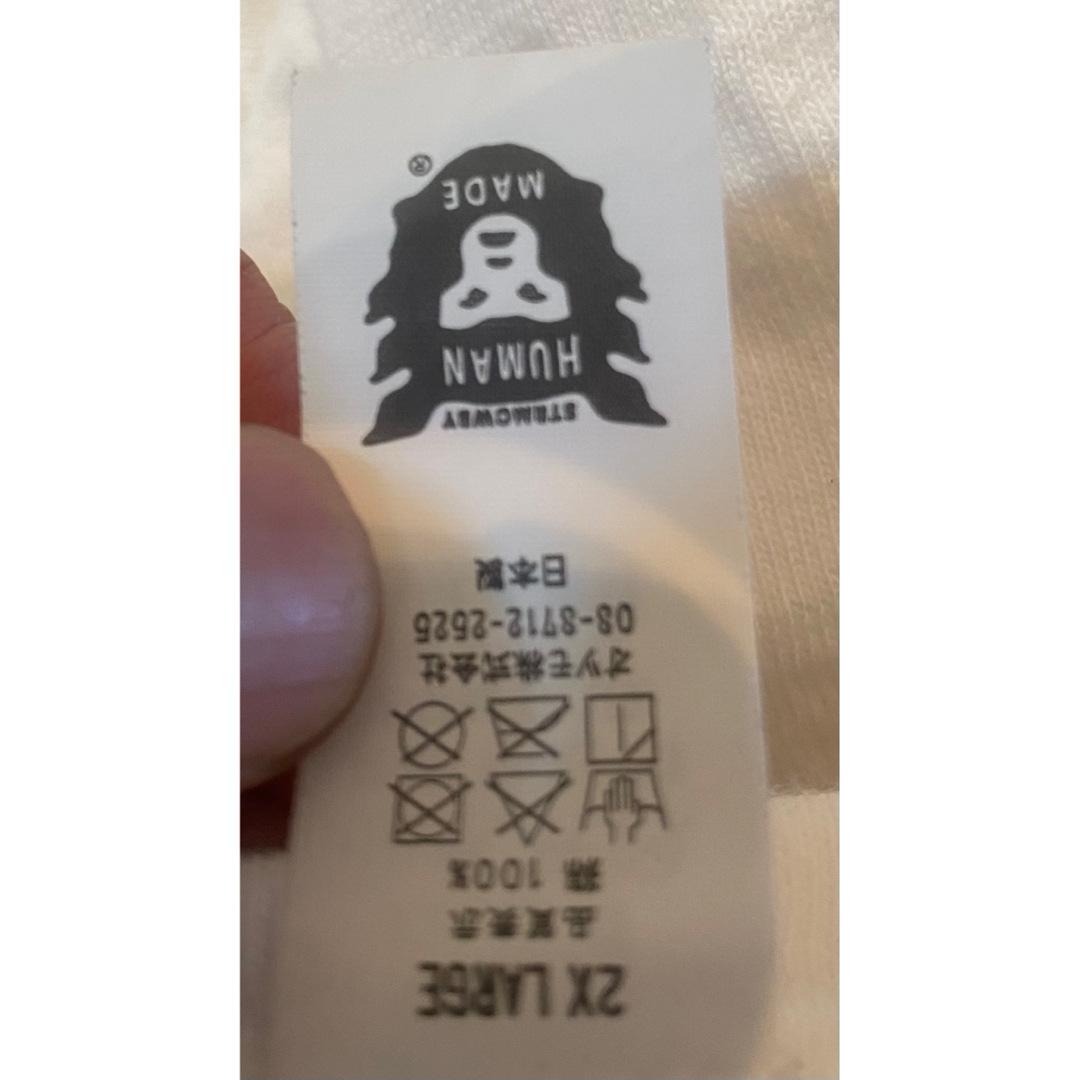 2X LARGE
品質表示
綿 100%
オツモ株式会社
03-3712-2525
日本製
STRMCWBY
HUMAN
MADE ®